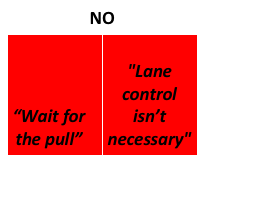 NO
“Wait for
the pull”
"Lane
control
isn’t
necessary"